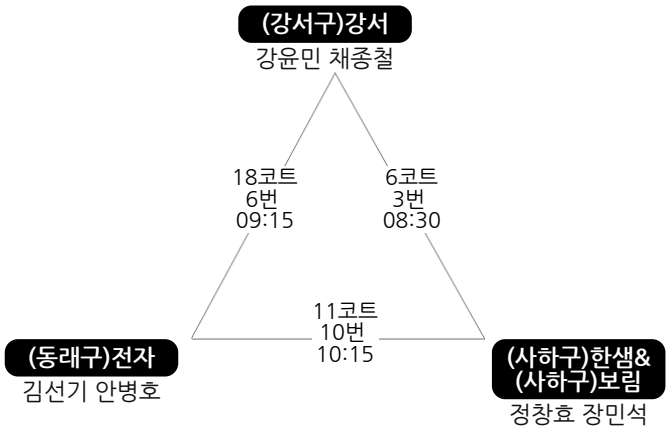 (강서구)강서
강윤민 채종철
18코트
6번
09:15
6코트
3번
08:30
11코트
10번
10:15
(동래구)전자
김선기 안병호
(사하구)한샘&
(사하구)보림
정창효 장민석